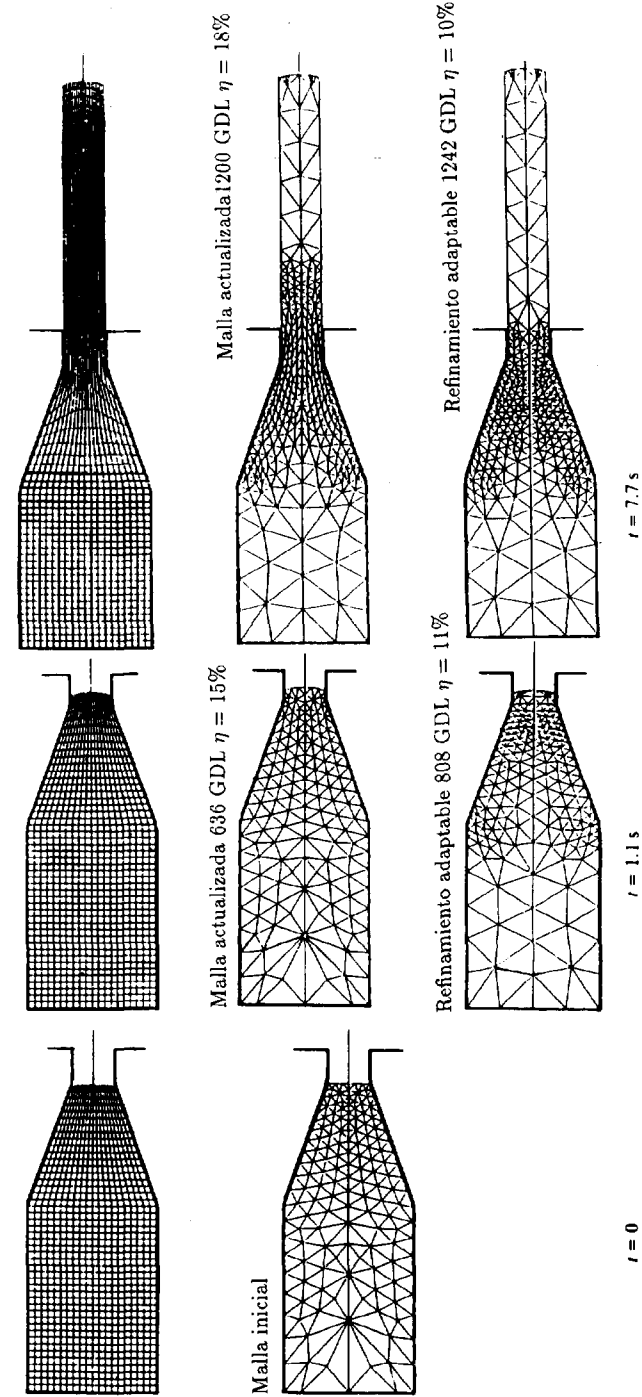 Malla inicial
t = 0
Malla actualizada 636 GDL η = 15%
Refinamiento adaptable 808 GDL η = 11%
t = 1.1 s
Malla actualizada1200 GDL η = 18%
Refinamiento adaptable 1242 GDL η = 10%
t = 7.7 s